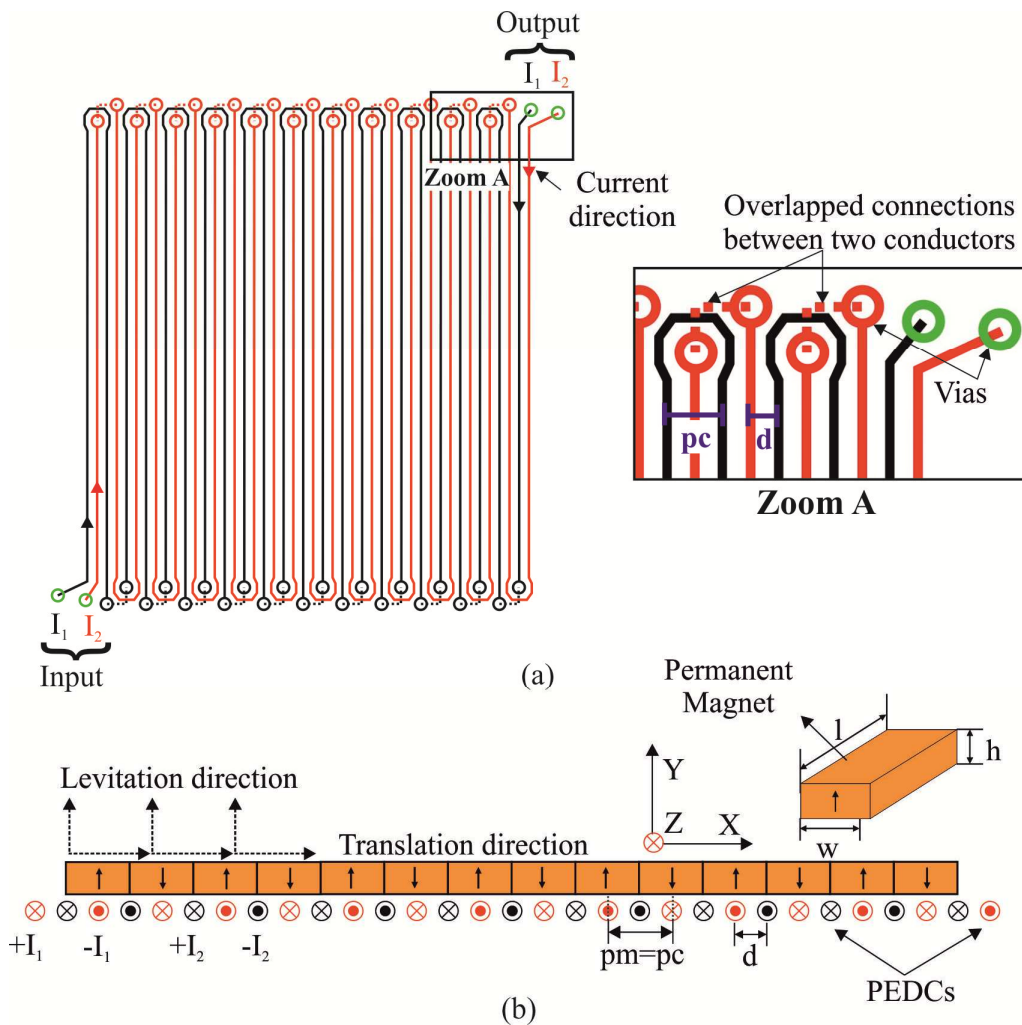 Output
I₁ I₂
Zoom A
Current
direction
Overlapped connections
between two conductors
pc
d
Vias
Zoom A
I₁ I₂
Input
(a)
Permanent
Magnet
l
h
w
Levitation direction
Y
Z
X
Translation direction
+I₁
-I₁
+I₂
-I₂
pm=pc
d
PEDCs
(b)